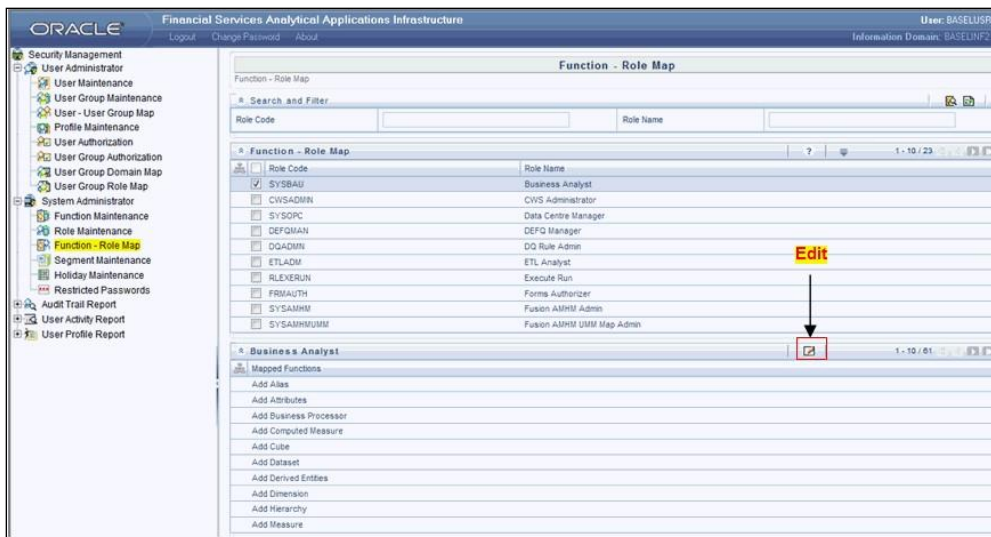 ORACLE
Financial Services Analytical Applications Infrastructure
User: BASELUSR
Logout Change Password About
Information Domain: BASELINF2
Security Management
User Administrator
User Maintenance
User Group Maintenance
User - User Group Map
Profile Maintenance
User Authorization
User Group Authorization
User Group Domain Map
User Group Role Map
System Administrator
Function Maintenance
Role Maintenance
Function - Role Map
Segment Maintenance
Holiday Maintenance
Restricted Passwords
Audit Trail Report
User Activity Report
User Profile Report
Function - Role Map
Function - Role Map
Search and Filter
Role Code Role Name
Function - Role Map ? 1 - 10 / 23
Role Code Role Name
SYSBAU Business Analyst
CWSADMIN CWS Administrator
SYSOPC Data Centre Manager
DEFQMAN DEFQ Manager
DQADMN DQ Rule Admin
ETLADM ETL Analyst
RLEXERUN Execute Run
FRMAUTH Forms Authorizer
SYSAMHM Fusion AMHM Admin
SYSAMHMUMM Fusion AMHM UMM Map Admin
Edit
Business Analyst 1 - 10 / 61
Mapped Functions
Add Alias
Add Attributes
Add Business Processor
Add Computed Measure
Add Cube
Add Dataset
Add Derived Entities
Add Dimension
Add Hierarchy
Add Measure